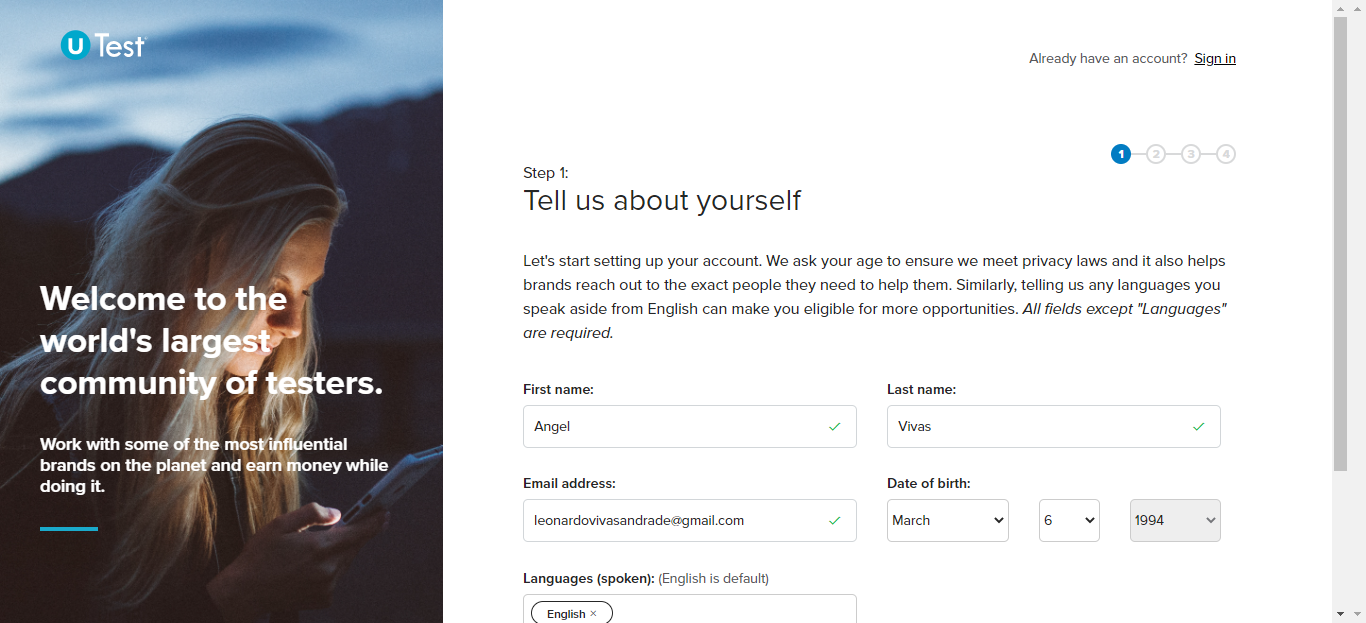 U Test
Already have an account? Sign in
1 2 3 4
Step 1:
Tell us about yourself
Let's start setting up your account. We ask your age to ensure we meet privacy laws and it also helps
brands reach out to the exact people they need to help them. Similarly, telling us any languages you
speak aside from English can make you eligible for more opportunities. All fields except "Languages"
are required.
Welcome to the
world's largest
community of testers.
Work with some of the most influential
brands on the planet and earn money while
doing it.
First name:
Last name:
Angel
Vivas
Email address:
Date of birth:
leonardovivasandrade@gmail.com
March
6
1994
Languages (spoken): (English is default)
English ×